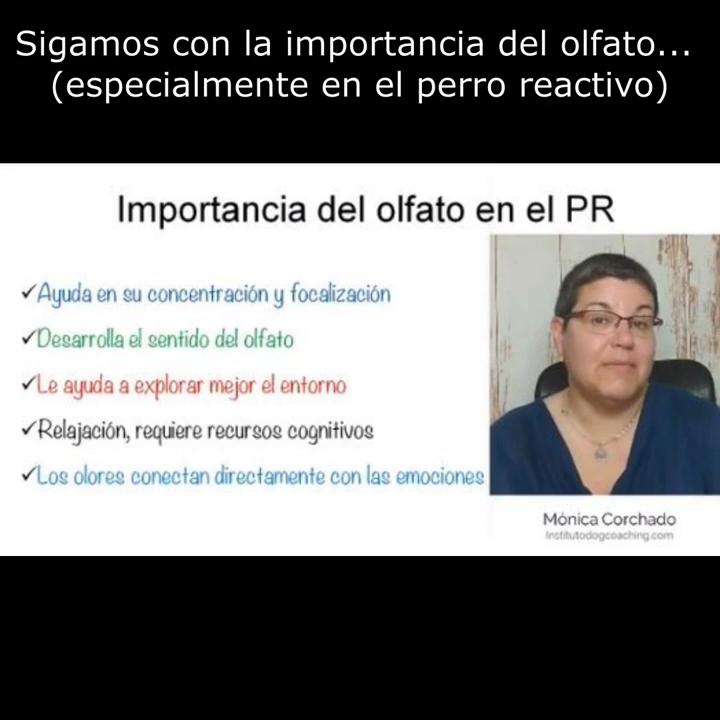 Sigamos con la importancia del olfato...
(especialmente en el perro reactivo)
Importancia del olfato en el PR
✓Ayuda en su concentración y focalización
✓Desarrolla el sentido del olfato
✓Le ayuda a explorar mejor el entorno
✓Relajación, requiere recursos cognitivos
✓Los olores conectan directamente con las emociones
Mónica Corchado
Institutodogcoaching.com